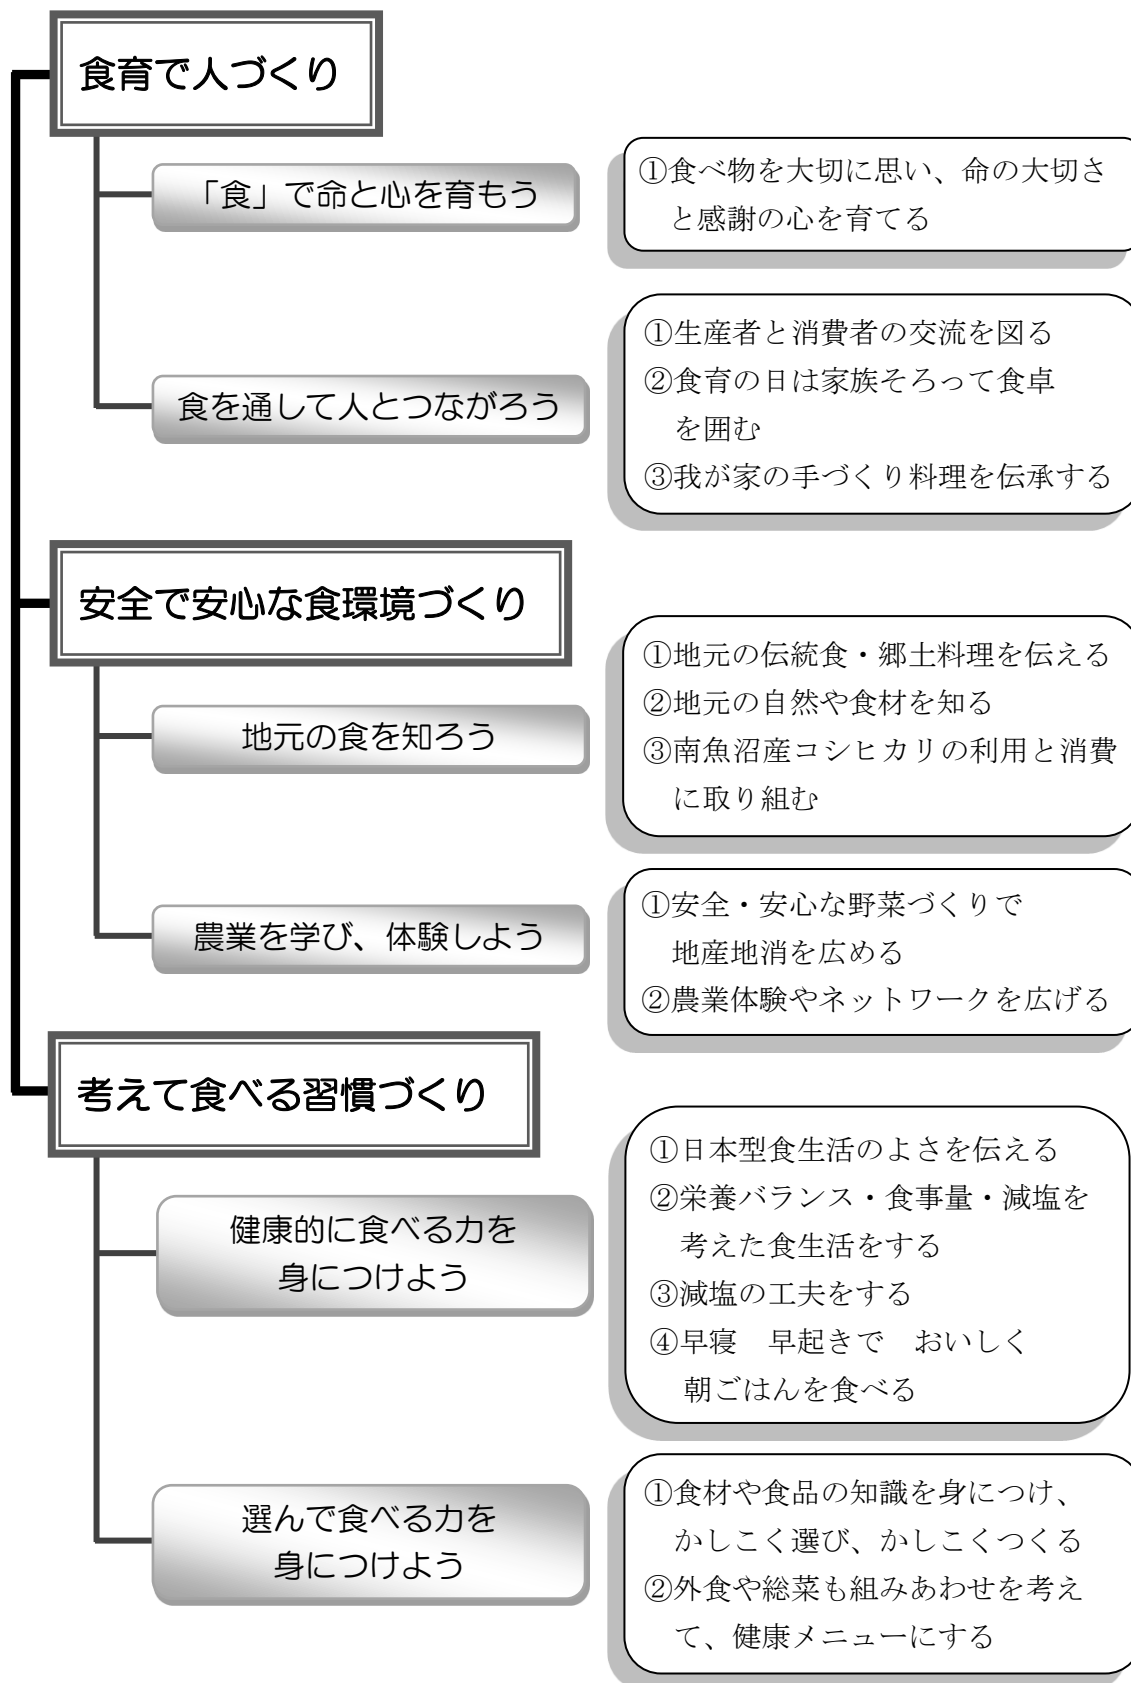 食育で人づくり
「食」で命と心を育もう
①食べ物を大切に思い、命の大切さ
と感謝の心を育てる
食を通して人とつながろう
①生産者と消費者の交流を図る
②食育の日は家族そろって食卓
を囲む
③我が家の手づくり料理を伝承する
安全で安心な食環境づくり
地元の食を知ろう
①地元の伝統食・郷土料理を伝える
②地元の自然や食材を知る
③南魚沼産コシヒカリの利用と消費
に取り組む
農業を学び、体験しよう
①安全・安心な野菜づくりで
地産地消を広める
②農業体験やネットワークを広げる
考えて食べる習慣づくり
健康的に食べる力を
身につけよう
①日本型食生活のよさを伝える
②栄養バランス・食事量・減塩を
考えた食生活をする
③減塩の工夫をする
④早寝　早起きで　おいしく
朝ごはんを食べる
選んで食べる力を
身につけよう
①食材や食品の知識を身につけ、
かしこく選び、かしこくつくる
②外食や総菜も組みあわせを考え
て、健康メニューにする